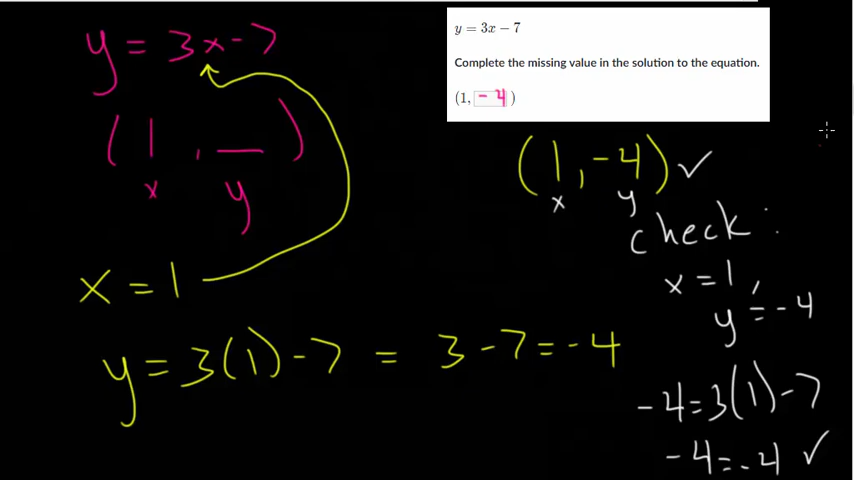 y = 3x - 7
(1, __)
x y
x = 1
y = 3(1) - 7 = 3 - 7 = -4
y = 3x − 7
Complete the missing value in the solution to the equation.
(1, -4)
(1, -4) ✓
x y
check:
x = 1,
y = -4
-4 = 3(1) - 7
-4 = -4 ✓